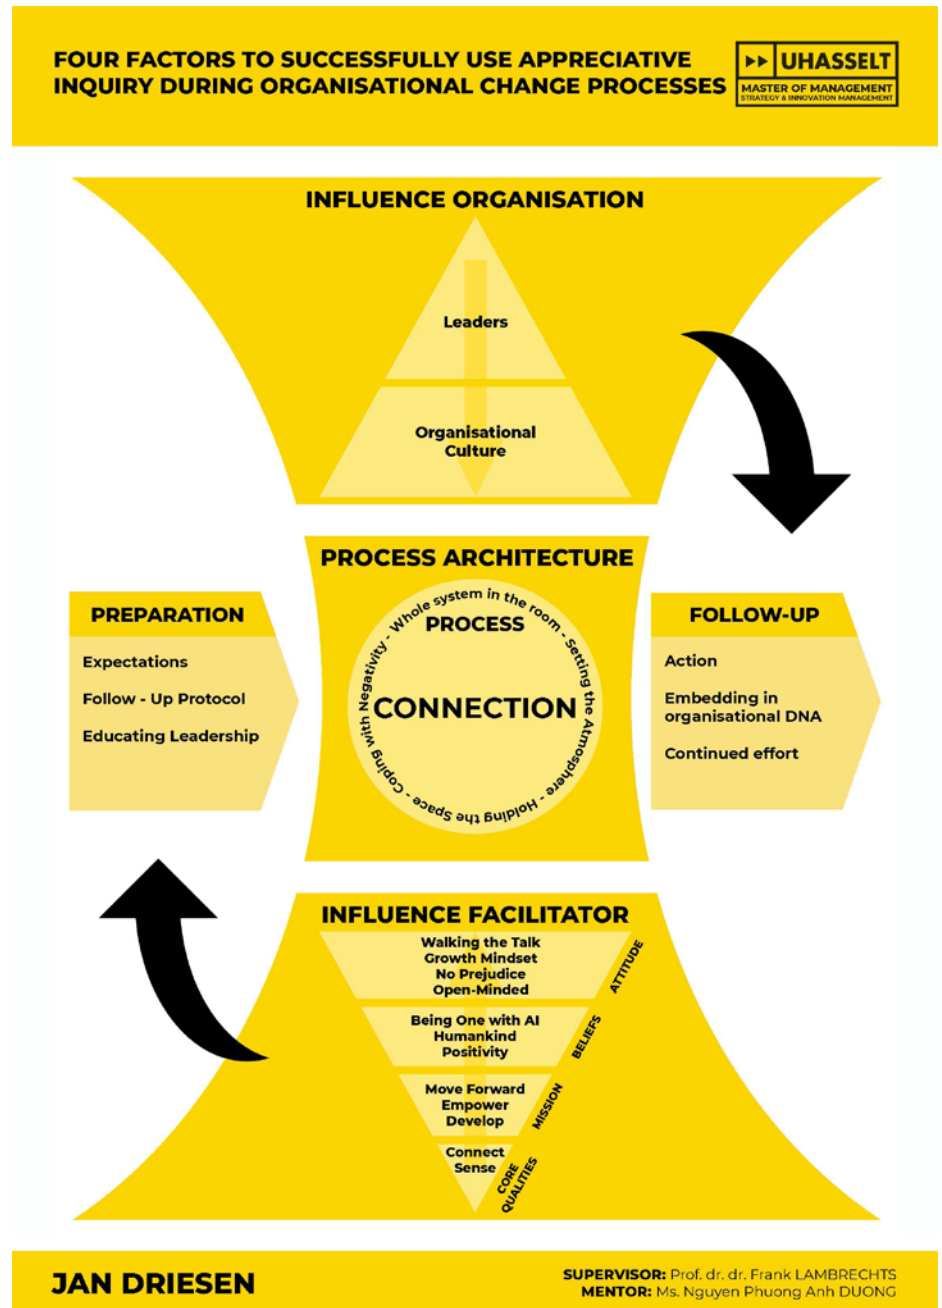 FOUR FACTORS TO SUCCESSFULLY USE APPRECIATIVE
INQUIRY DURING ORGANISATIONAL CHANGE PROCESSES
UHASSELT
MASTER OF MANAGEMENT
STRATEGY & INNOVATION MANAGEMENT
INFLUENCE ORGANISATION
Leaders
Organisational
Culture
PREPARATION
Expectations
Follow - Up Protocol
Educating Leadership
PROCESS ARCHITECTURE
PROCESS
CONNECTION
Coping with Negativity - Whole system in the room - Setting the Atmosphere - Holding the Space -
FOLLOW-UP
Action
Embedding in
organisational DNA
Continued effort
INFLUENCE FACILITATOR
Walking the Talk
Growth Mindset
No Prejudice
Open-Minded
ATTITUDE
Being One with AI
Humankind
Positivity
BELIEFS
Move Forward
Empower
Develop
MISSION
Connect
Sense
CORE
QUALITIES
JAN DRIESEN
SUPERVISOR: Prof. dr. dr. Frank LAMBRECHTS
MENTOR: Ms. Nguyen Phuong Anh DUONG